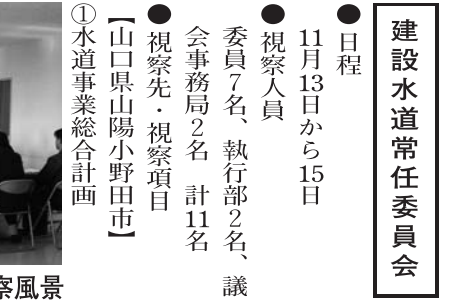 建設水道常任委員会
●日程
11月13日から15日
●視察人員
委員7名、執行部2名、議
会事務局2名　計11名
●視察先・視察項目
【山口県山陽小野田市】
①水道事業総合計画
察風景